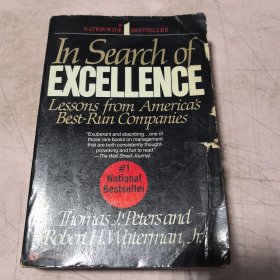 NATIONWIDE 1 BESTSELLER
In Search of
EXCELLENCE
Lessons from America's
Best-Run Companies
"Exuberant and absorbing...one of
those rare books on management
that are both consistently thought-
provoking and fun to read"
—The Wall Street Journal
#1
National
Bestseller
Thomas J. Peters and
Robert H. Waterman, Jr.